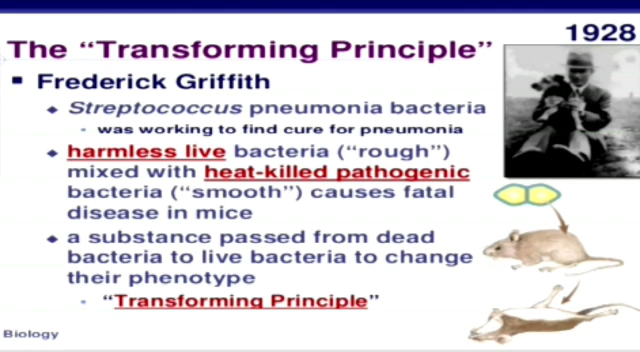 1928
The “Transforming Principle”
Frederick Griffith
Streptococcus pneumonia bacteria
was working to find cure for pneumonia
harmless live bacteria (“rough”)
mixed with heat-killed pathogenic
bacteria (“smooth”) causes fatal
disease in mice
a substance passed from dead
bacteria to live bacteria to change
their phenotype
“Transforming Principle”
Biology